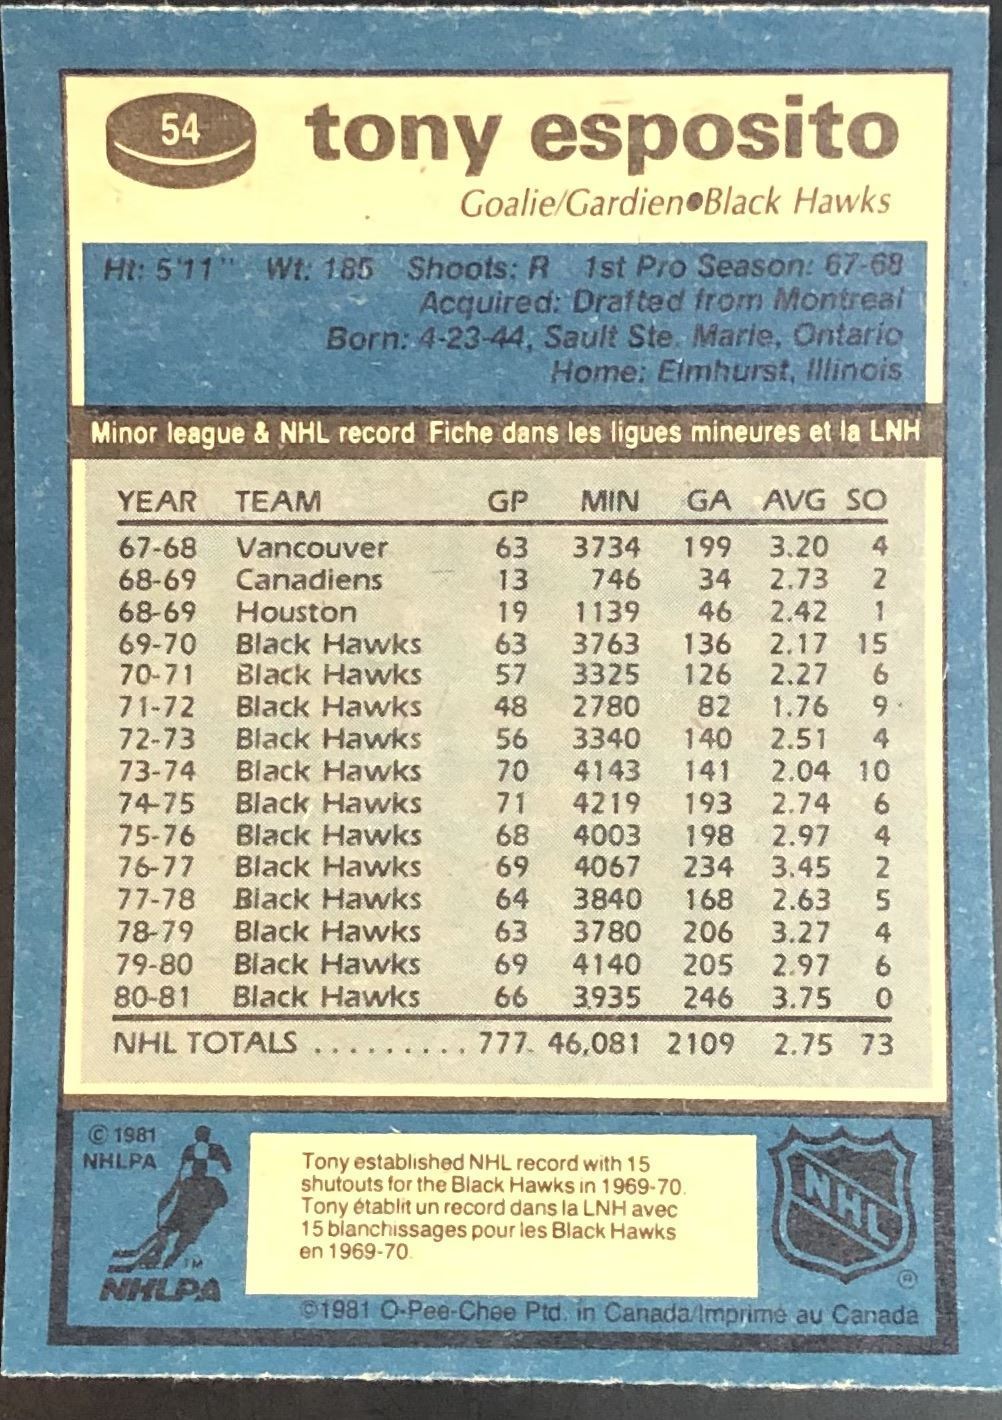 54
tony esposito
Goalie/Gardien●Black Hawks
Ht: 5'11" Wt: 185 Shoots: R 1st Pro Season: 67-68
Acquired: Drafted from Montreal
Born: 4-23-44, Sault Ste. Marie, Ontario
Home: Elmhurst, Illinois
Minor league & NHL record Fiche dans les ligues mineures et la LNH
YEAR TEAM GP MIN GA AVG SO
67-68 Vancouver 63 3734 199 3.20 4
68-69 Canadiens 13 746 34 2.73 2
68-69 Houston 19 1139 46 2.42 1
69-70 Black Hawks 63 3763 136 2.17 15
70-71 Black Hawks 57 3325 126 2.27 6
71-72 Black Hawks 48 2780 82 1.76 9
72-73 Black Hawks 56 3340 140 2.51 4
73-74 Black Hawks 70 4143 141 2.04 10
74-75 Black Hawks 71 4219 193 2.74 6
75-76 Black Hawks 68 4003 198 2.97 4
76-77 Black Hawks 69 4067 234 3.45 2
77-78 Black Hawks 64 3840 168 2.63 5
78-79 Black Hawks 63 3780 206 3.27 4
79-80 Black Hawks 69 4140 205 2.97 6
80-81 Black Hawks 66 3935 246 3.75 0
NHL TOTALS .......... 777 46,081 2109 2.75 73
© 1981
NHLPA
Tony established NHL record with 15
shutouts for the Black Hawks in 1969-70.
Tony établit un record dans la LNH avec
15 blanchissages pour les Black Hawks
en 1969-70.
TM
NHLPA
NHL
®
©1981 O-Pee-Chee Ptd. in Canada/Imprimé au Canada